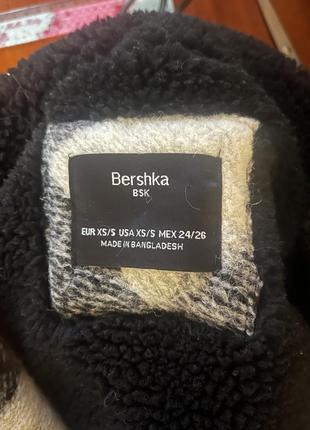 Bershka
BSK
EUR XS/S USA XS/S MEX 24/26
MADE IN BANGLADESH